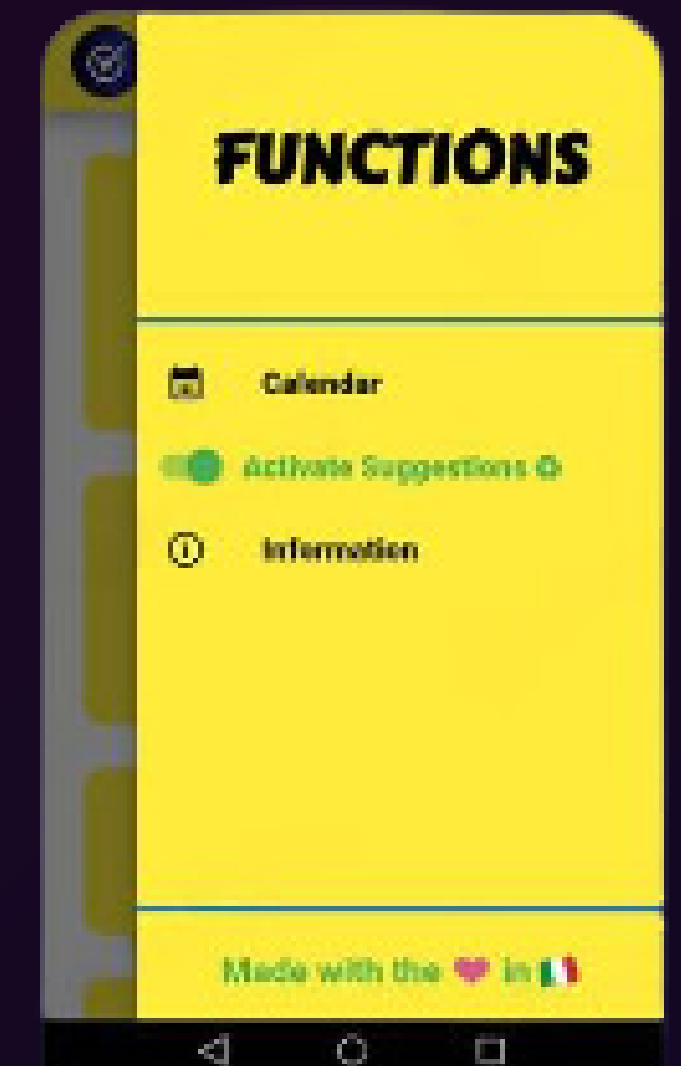 FUNCTIONS
Calendar
Activate Suggestions ♻
Information
Made with the ❤ in 🇮🇹